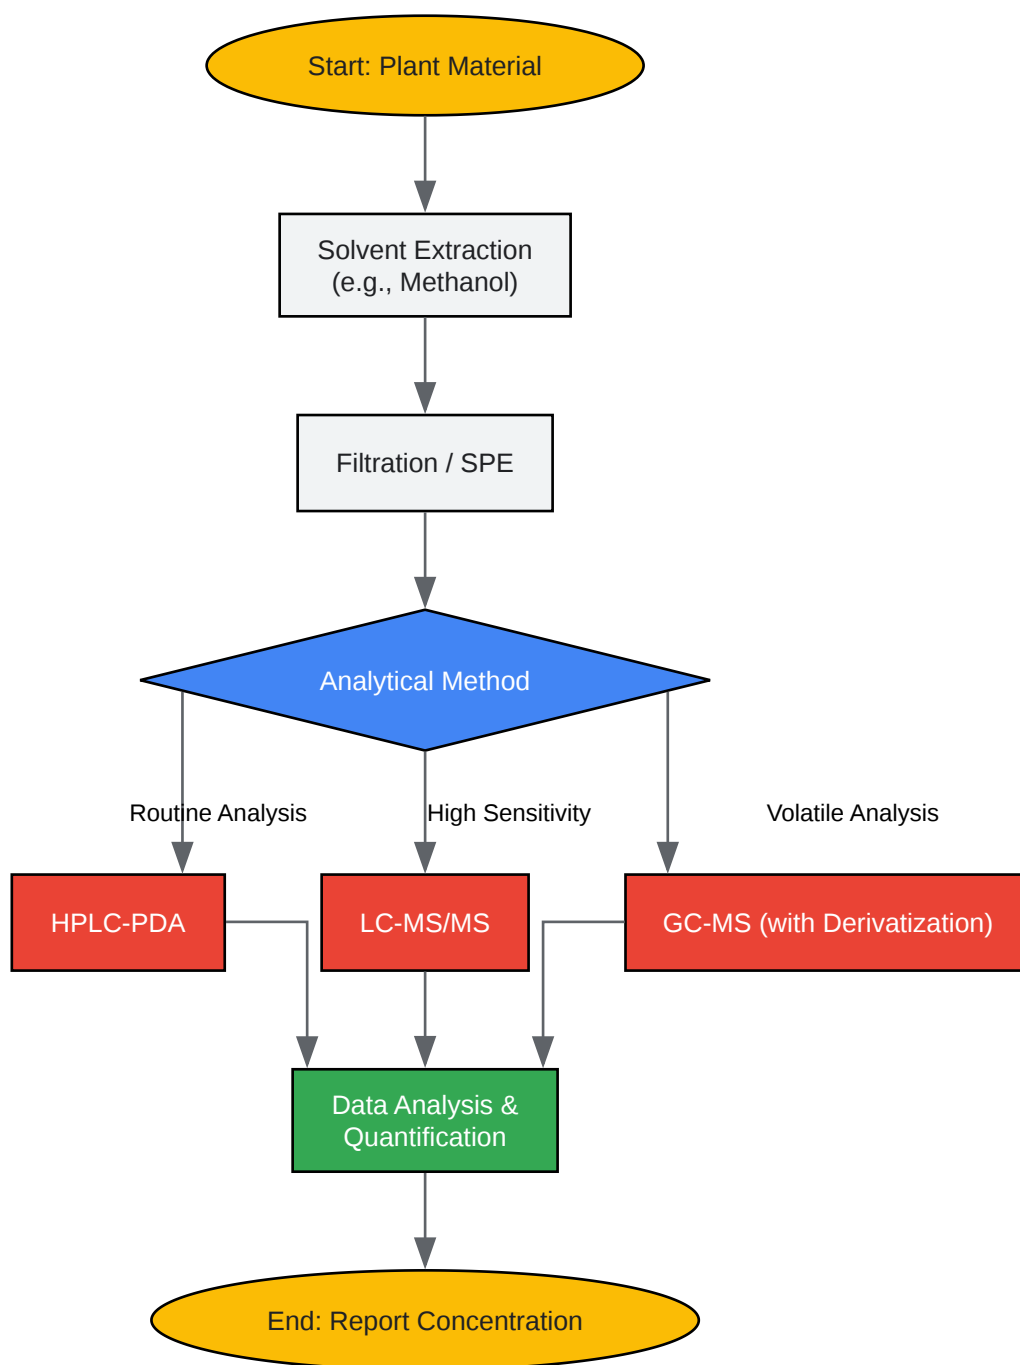 Start: Plant Material
Solvent Extraction
(e.g., Methanol)
Filtration / SPE
Analytical Method
Routine Analysis
High Sensitivity
Volatile Analysis
HPLC-PDA
LC-MS/MS
GC-MS (with Derivatization)
Data Analysis &
Quantification
End: Report Concentration